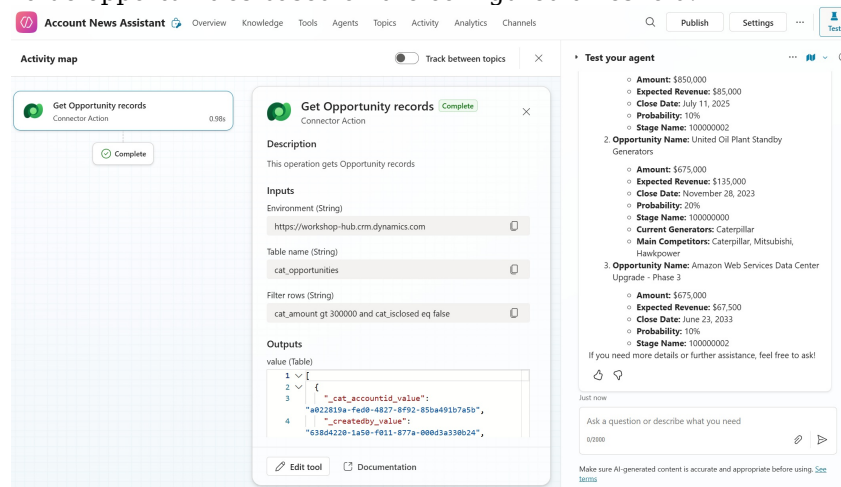 Account News Assistant
Overview
Knowledge
Tools
Agents
Topics
Activity
Analytics
Channels
Publish
Settings
Test
Activity map
Track between topics
Get Opportunity records
Connector Action
0.98s
Complete
Get Opportunity records
Complete
Connector Action
Description
This operation gets Opportunity records
Inputs
Environment (String)
https://workshop-hub.crm.dynamics.com
Table name (String)
cat_opportunities
Filter rows (String)
cat_amount gt 300000 and cat_isclosed eq false
Outputs
value (Table)
1 [
2 {
3 "_cat_accountid_value":
"a022819a-fed0-4827-8f92-85ba491b7a5b",
4 "_createdby_value":
"638d4220-1a50-f011-877a-000d3a330b24",
Edit tool
Documentation
Test your agent
Amount: $850,000
Expected Revenue: $85,000
Close Date: July 11, 2025
Probability: 10%
Stage Name: 100000002
2. Opportunity Name: United Oil Plant Standby
Generators
Amount: $675,000
Expected Revenue: $135,000
Close Date: November 28, 2023
Probability: 20%
Stage Name: 100000000
Current Generators: Caterpillar
Main Competitors: Caterpillar, Mitsubishi,
Hawkpower
3. Opportunity Name: Amazon Web Services Data Center
Upgrade - Phase 3
Amount: $675,000
Expected Revenue: $67,500
Close Date: June 23, 2033
Probability: 10%
Stage Name: 100000002
If you need more details or further assistance, feel free to ask!
Just now
Ask a question or describe what you need
0/2000
Make sure AI-generated content is accurate and appropriate before using. See
terms